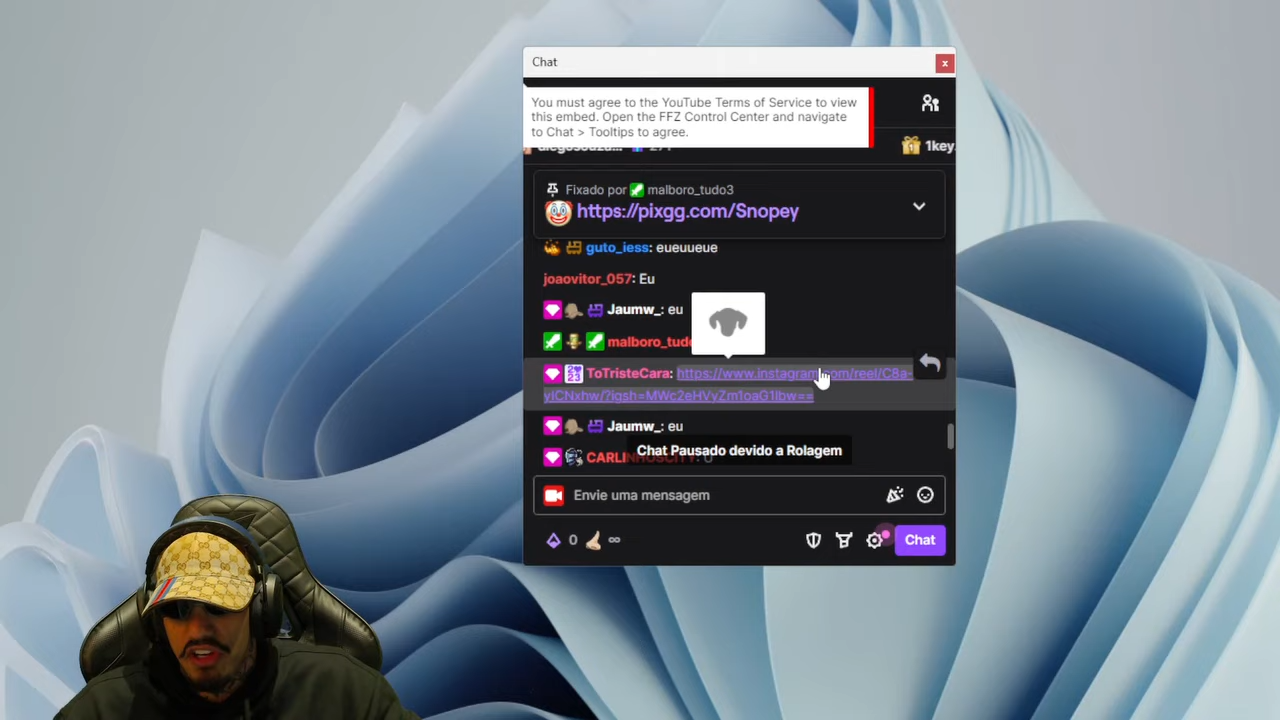 Chat
x
You must agree to the YouTube Terms of Service to view
this embed. Open the FFZ Control Center and navigate
to Chat > Tooltips to agree.
1key
Fixado por malboro_tudo3
https://pixgg.com/Snopey
guto_iess: eueuueue
joaovitor_057: Eu
Jaumw_: eu
malboro_tud
ToTristeCara: https://www.instagram.com/reel/C8a-
Jaumw_: eu
Chat Pausado devido a Rolagem
Envie uma mensagem
0 ∞
Chat